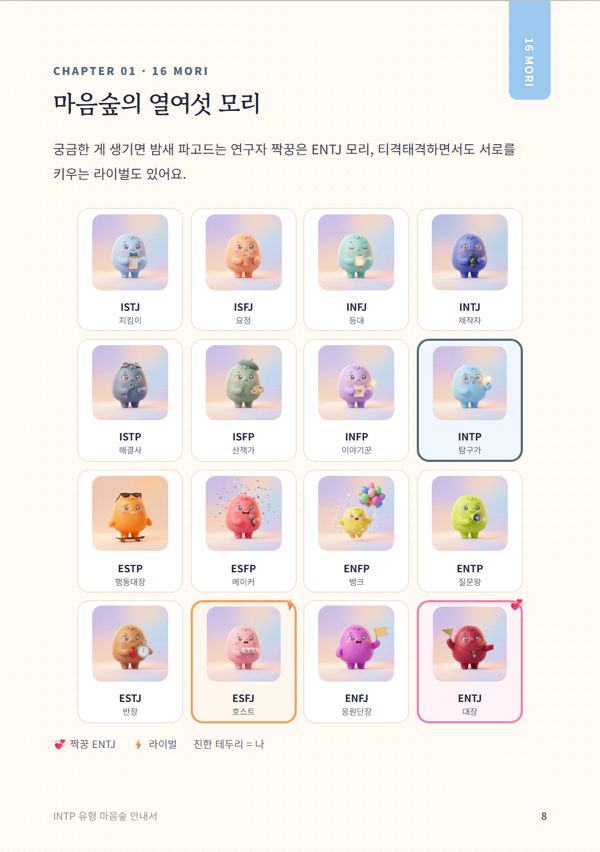 16 MORI
CHAPTER 01 · 16 MORI
마음숲의 열여섯 모리
궁금한 게 생기면 밤새 파고드는 연구자 짝꿍은 ENTJ 모리, 티격태격하면서도 서로를
키우는 라이벌도 있어요.
ISTJ
지킴이
ISFJ
요정
INFJ
등대
INTJ
제작자
ISTP
해결사
ISFP
산책가
INFP
이야기꾼
INTP
탐구가
ESTP
행동대장
ESFP
메이커
ENFP
뱅크
ENTP
질문왕
ESTJ
반장
ESFJ
호스트
ENFJ
응원단장
ENTJ
대장
💞 짝꿍 ENTJ ⚡ 라이벌 진한 테두리 = 나
INTP 유형 마음숲 안내서
8